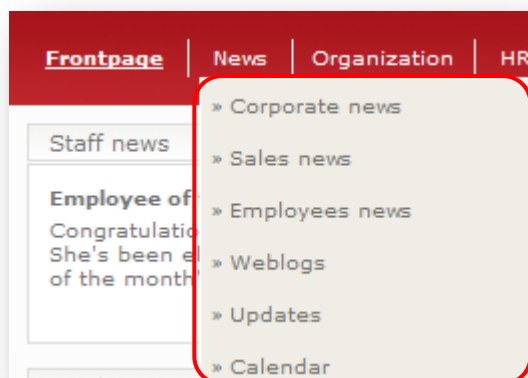 Frontpage News Organization HR
» Corporate news
» Sales news
» Employees news
» Weblogs
» Updates
» Calendar
Staff news
Employee of
Congratulatio
She's been el
of the month'